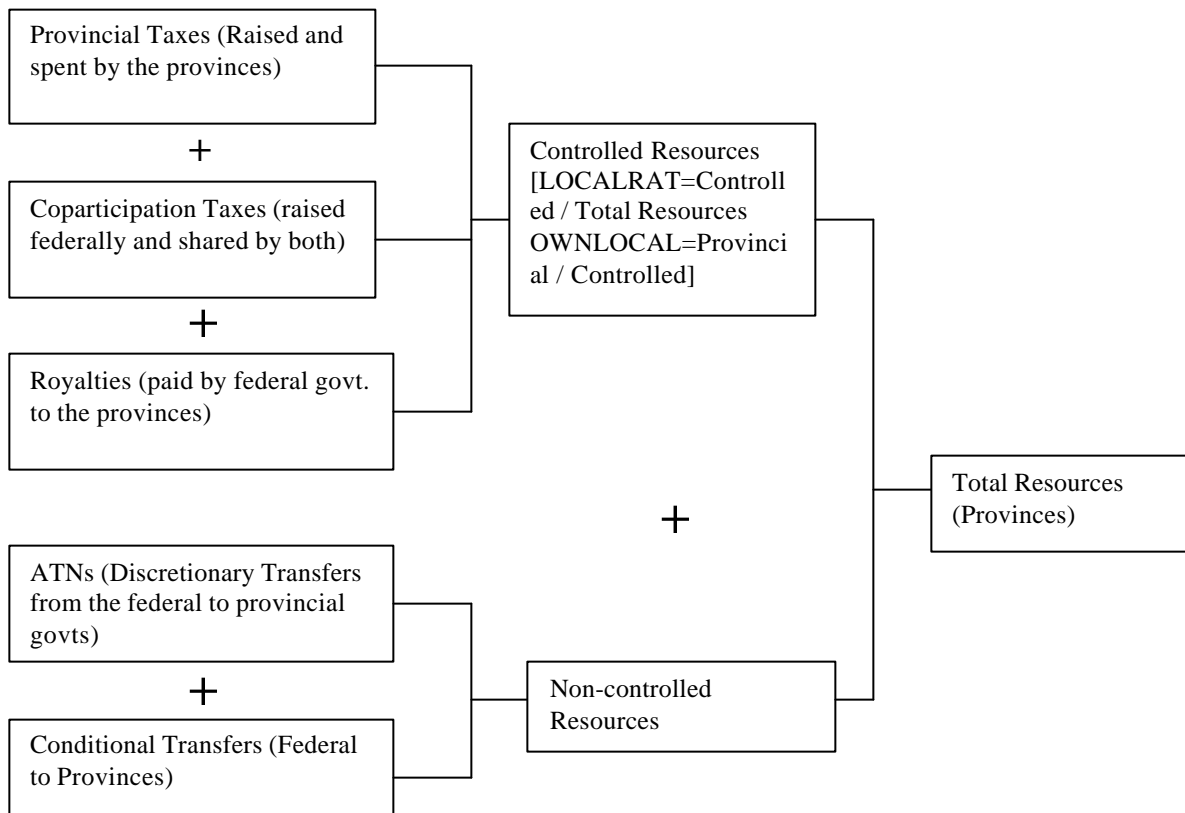 Provincial Taxes (Raised and
spent by the provinces)
+
Coparticipation Taxes (raised
federally and shared by both)
+
Royalties (paid by federal govt.
to the provinces)
Controlled Resources
[LOCALRAT=Controll
ed / Total Resources
OWNLOCAL=Provinci
al / Controlled]
+
Total Resources
(Provinces)
ATNs (Discretionary Transfers
from the federal to provincial
govts)
+
Conditional Transfers (Federal
to Provinces)
Non-controlled
Resources